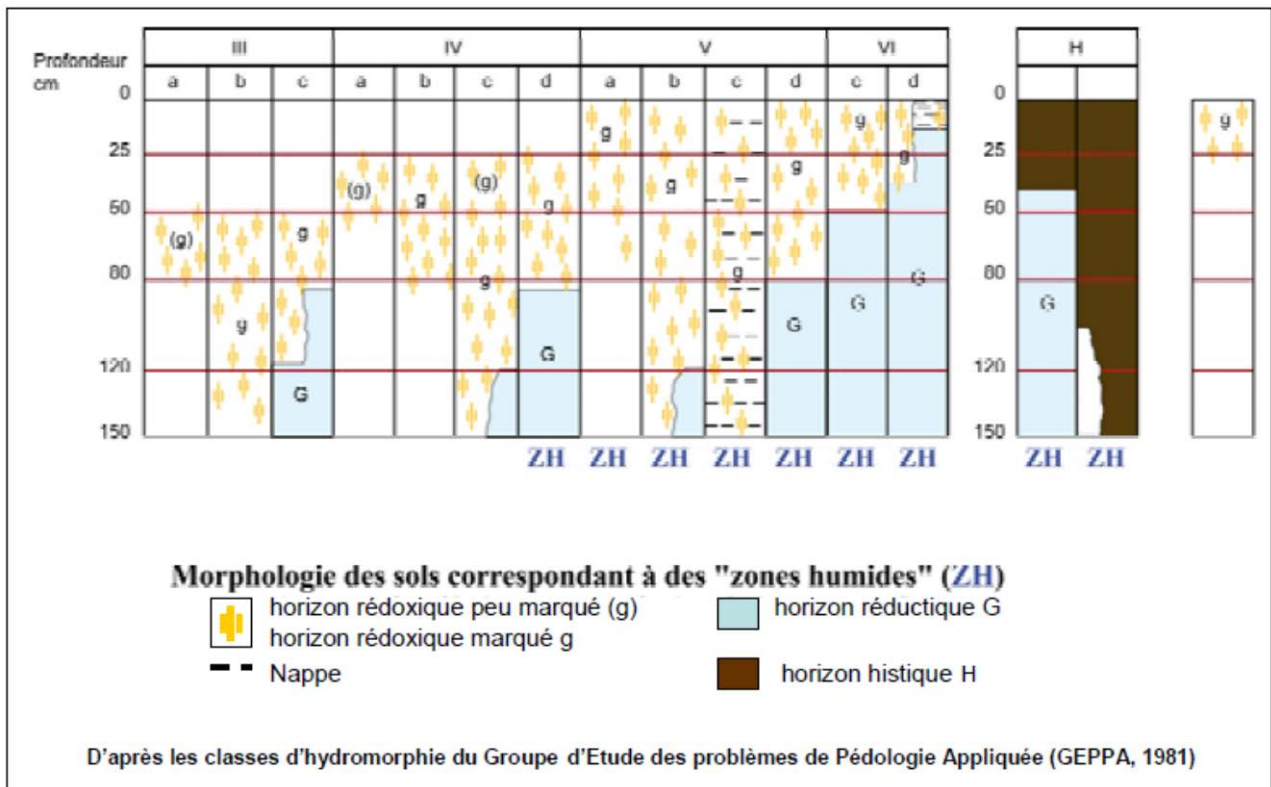 III IV V VI H
Profondeur
cm
a b c a b c d a b c d c d
0 0
g g g
g
25 25
(g) (g) g g
g g
50 50
(g) g
80 80
g g
g G G G G
G
120 120
G
150 150
ZH ZH ZH ZH ZH ZH ZH ZH ZH
Morphologie des sols correspondant à des "zones humides" (ZH)
horizon rédoxique peu marqué (g)
horizon rédoxique marqué g
horizon réductique G
Nappe
horizon histique H
D'après les classes d'hydromorphie du Groupe d'Etude des problèmes de Pédologie Appliquée (GEPPA, 1981)